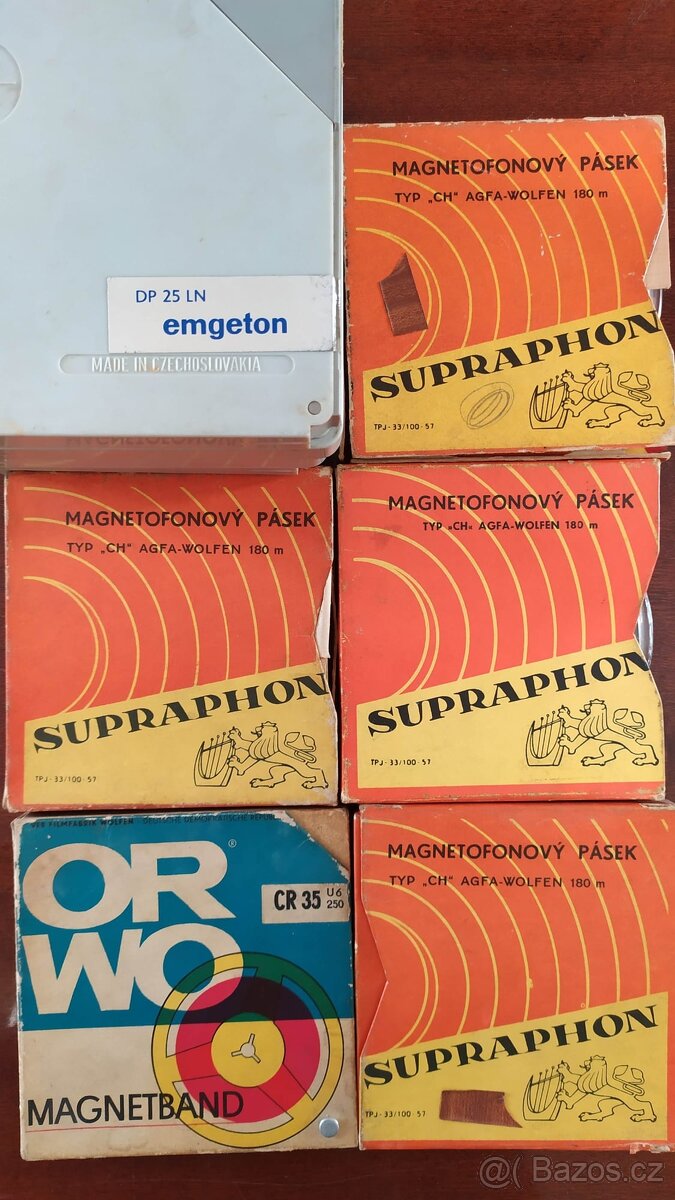 DP 25 LN
emgeton
MADE IN CZECHOSLOVAKIA
MAGNETOFONOVÝ PÁSEK
TYP „CH“ AGFA-WOLFEN 180 m
SUPRAPHON
TPJ-33/100-57
MAGNETOFONOVÝ PÁSEK
TYP „CH“ AGFA-WOLFEN 180 m
SUPRAPHON
TPJ-33/100-57
MAGNETOFONOVÝ PÁSEK
TYP „CH“ AGFA-WOLFEN 180 m
SUPRAPHON
TPJ-33/100-57
VEB FILMFABRIK WOLFEN DEUTSCHE DEMOKRATISCHE REPUBL
ORWO®
CR 35 U6 250
MAGNETBAND
MAGNETOFONOVÝ PÁSEK
TYP „CH“ AGFA-WOLFEN 180 m
SUPRAPHON
TPJ-33/100-57
@ Bazos.cz